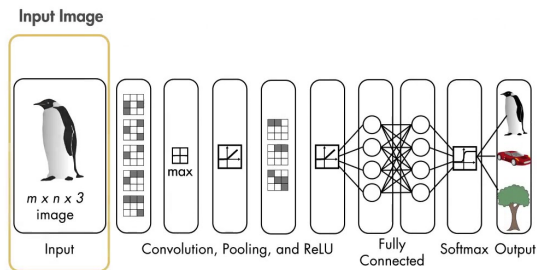 Input Image
max
m x n x 3
image
Input
Convolution, Pooling, and ReLU
Fully
Connected
Softmax
Output